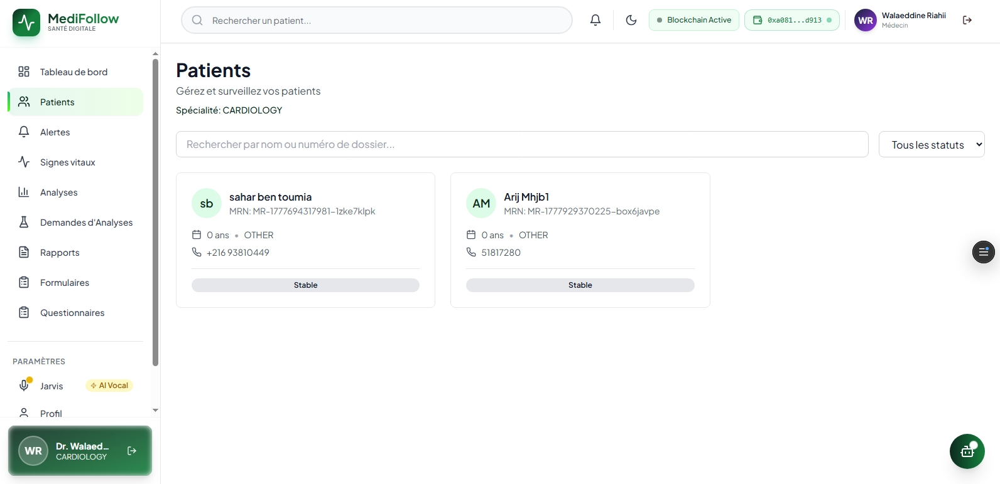 MediFollow
SANTÉ DIGITALE
Rechercher un patient...
Blockchain Active
0xa081...d913
WR
Walaeddine Riahii
Médecin
Tableau de bord
Patients
Alertes
Signes vitaux
Analyses
Demandes d'Analyses
Rapports
Formulaires
Questionnaires
PARAMÈTRES
Jarvis
AI Vocal
Profil
WR
Dr. Walaed...
CARDIOLOGY
Patients
Gérez et surveillez vos patients
Spécialité: CARDIOLOGY
Rechercher par nom ou numéro de dossier...
Tous les statuts
sb
sahar ben toumia
MRN: MR-1777694317981-1zke7klpk
0 ans • OTHER
+216 93810449
Stable
AM
Arij Mhjb1
MRN: MR-1777929370225-box6javpe
0 ans • OTHER
51817280
Stable